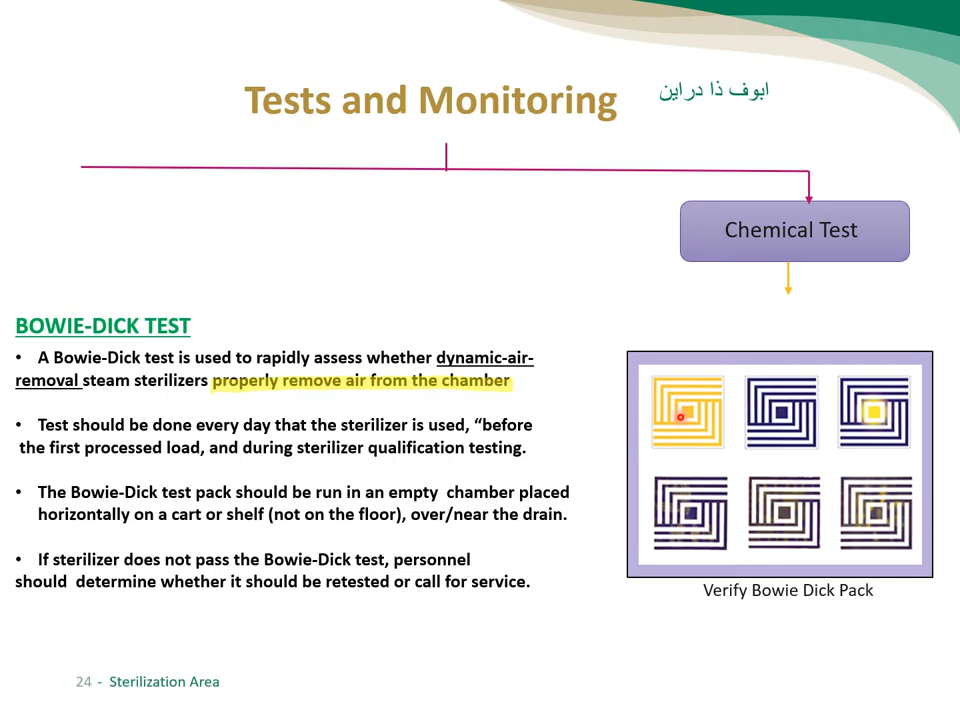 Tests and Monitoring
ابوف ذا دراين
Chemical Test
BOWIE-DICK TEST
• A Bowie-Dick test is used to rapidly assess whether dynamic-air-
removal steam sterilizers properly remove air from the chamber
• Test should be done every day that the sterilizer is used, “before
the first processed load, and during sterilizer qualification testing.
• The Bowie-Dick test pack should be run in an empty chamber placed
horizontally on a cart or shelf (not on the floor), over/near the drain.
• If sterilizer does not pass the Bowie-Dick test, personnel
should determine whether it should be retested or call for service.
Verify Bowie Dick Pack
24 - Sterilization Area